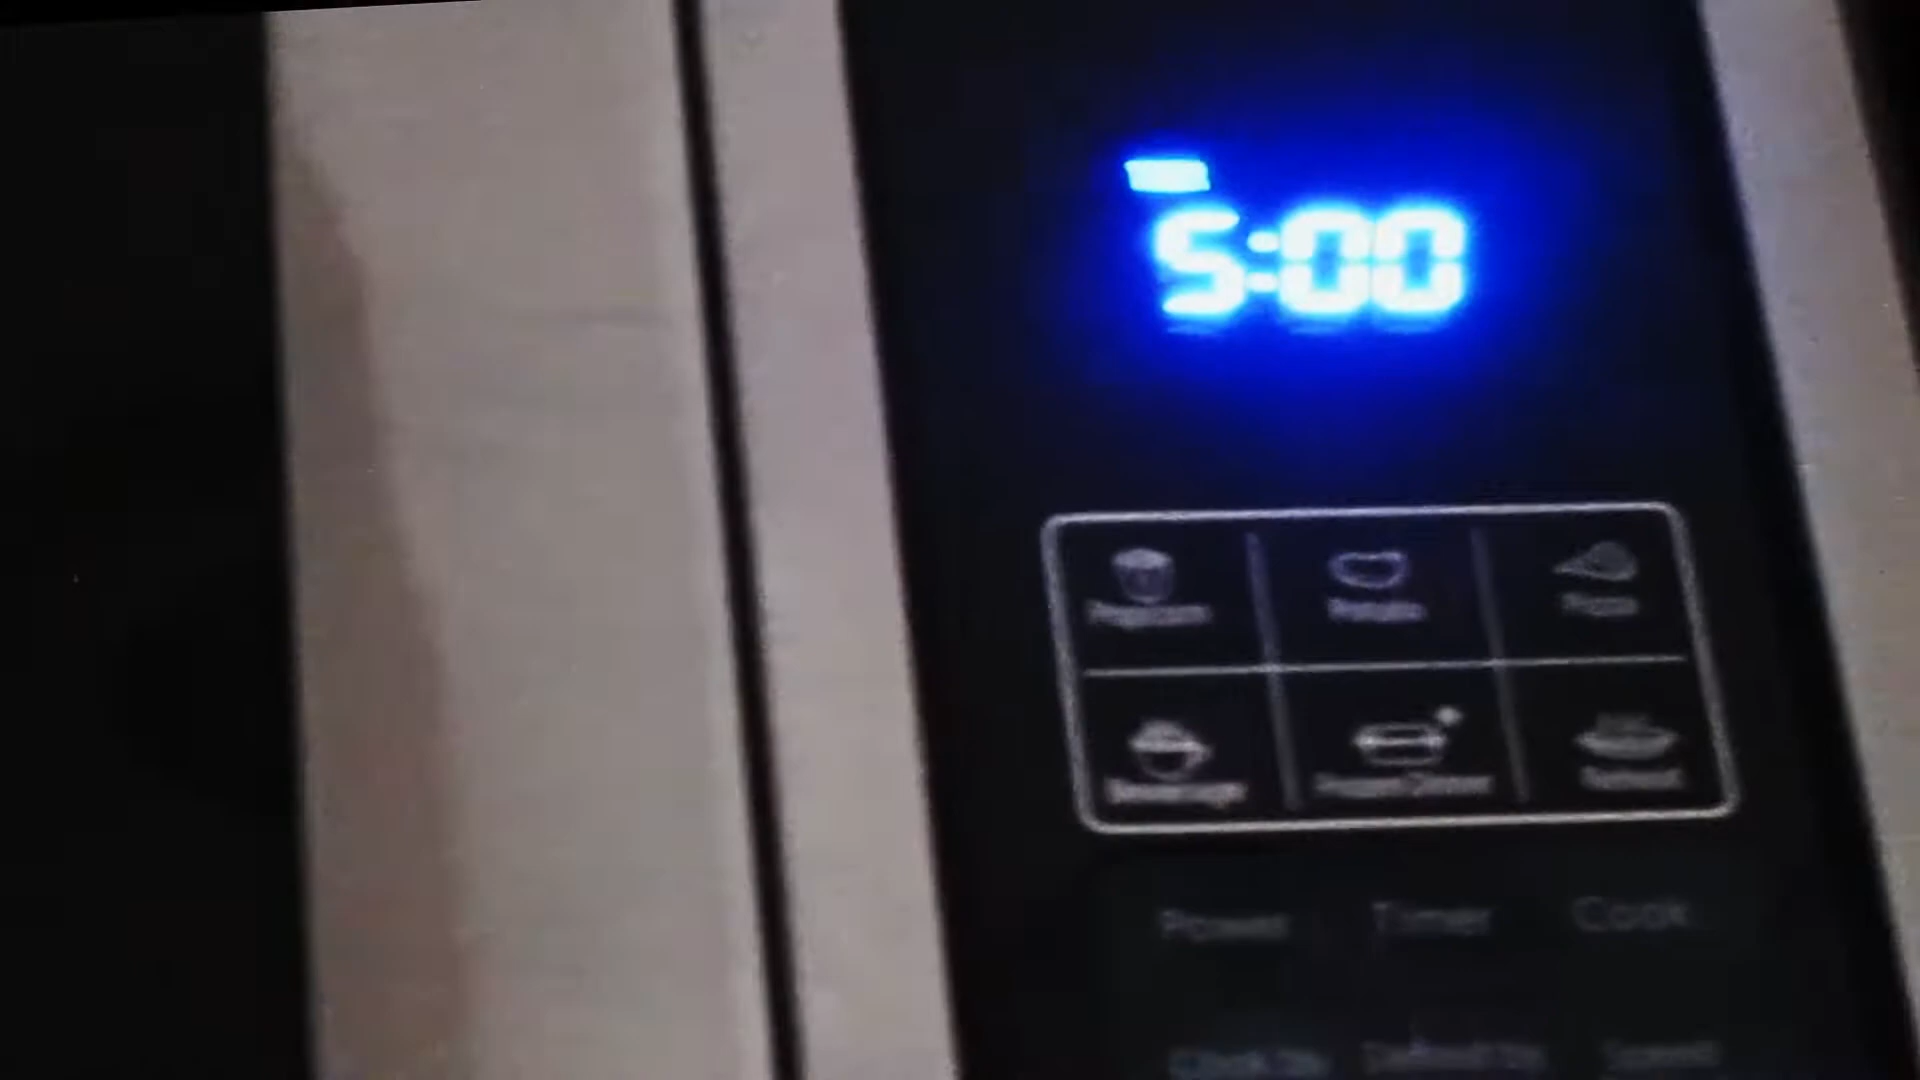 5:00
Popcorn Potato Pizza
Beverage Frozen Dinner Reheat
Power Timer Cook